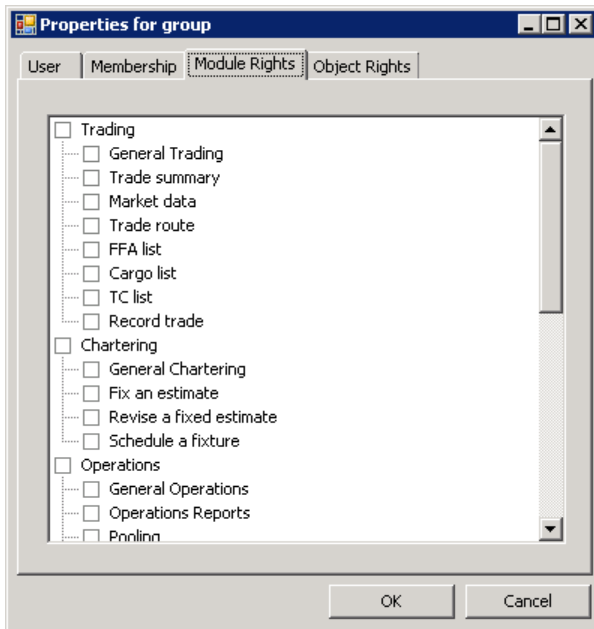 Properties for group
User Membership Module Rights Object Rights
Trading
General Trading
Trade summary
Market data
Trade route
FFA list
Cargo list
TC list
Record trade
Chartering
General Chartering
Fix an estimate
Revise a fixed estimate
Schedule a fixture
Operations
General Operations
Operations Reports
Pooling
OK Cancel